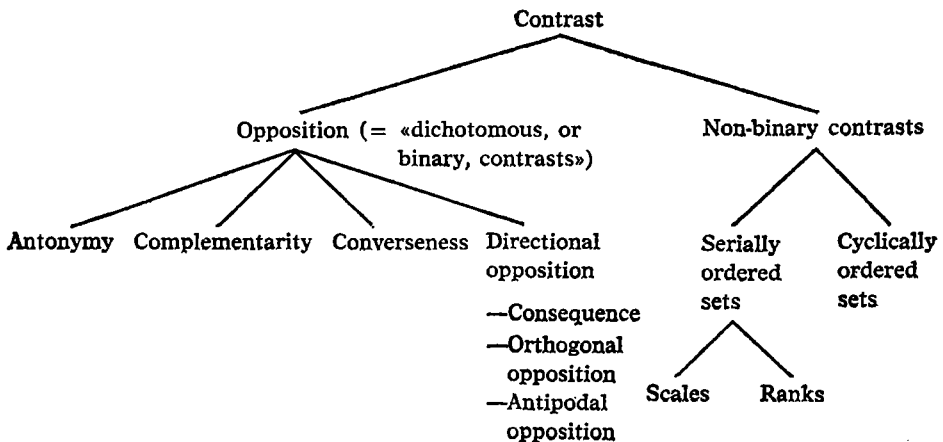 Contrast
Opposition (= «dichotomous, or
binary, contrasts»)
Non-binary contrasts
Antonymy
Complementarity
Converseness
Directional
opposition
—Consequence
—Orthogonal
opposition
—Antipodal
opposition
Serially
ordered
sets
Cyclically
ordered
sets
Scales
Ranks